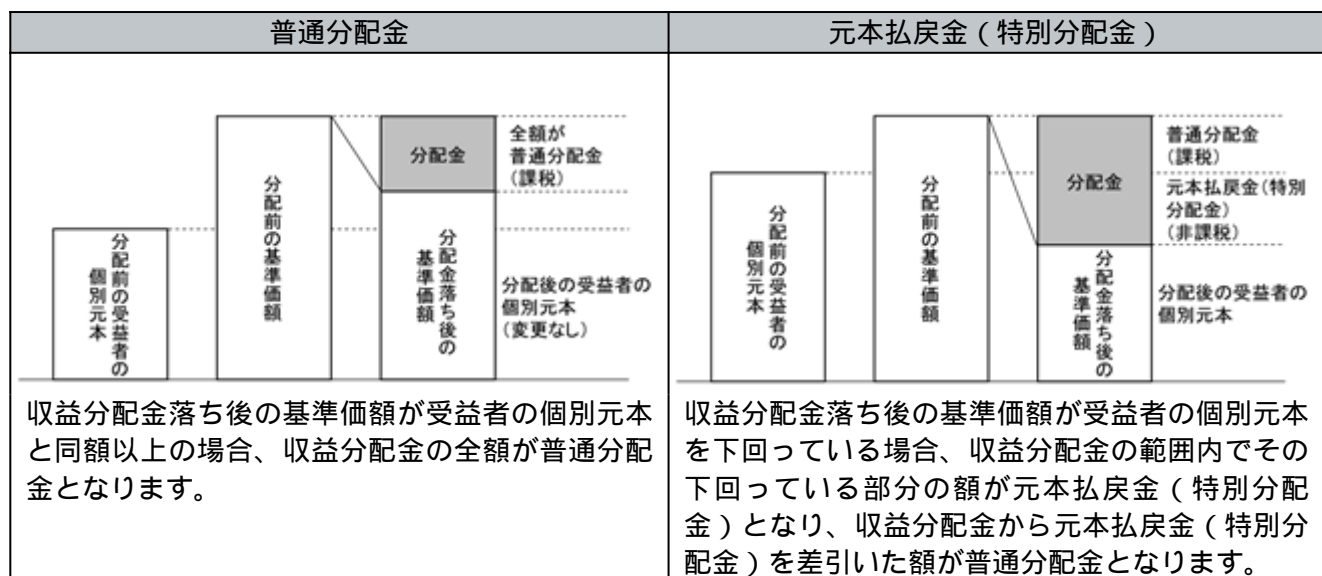 普通分配金
分配前の受益者の
個別元本
分配前の基準価額
分配金
分配金落ち後の
基準価額
全額が
普通分配金
(課税)
分配後の受益者の
個別元本
(変更なし)
収益分配金落ち後の基準価額が受益者の個別元本
と同額以上の場合、収益分配金の全額が普通分配
金となります。
元本払戻金(特別分配金)
分配前の受益者の
個別元本
分配前の基準価額
分配金
分配金落ち後の
基準価額
普通分配金
(課税)
元本払戻金(特別
分配金)
(非課税)
分配後の受益者の
個別元本
収益分配金落ち後の基準価額が受益者の個別元本
を下回っている場合、収益分配金の範囲内でその
下回っている部分の額が元本払戻金(特別分配
金)となり、収益分配金から元本払戻金(特別分
配金)を差引いた額が普通分配金となります。